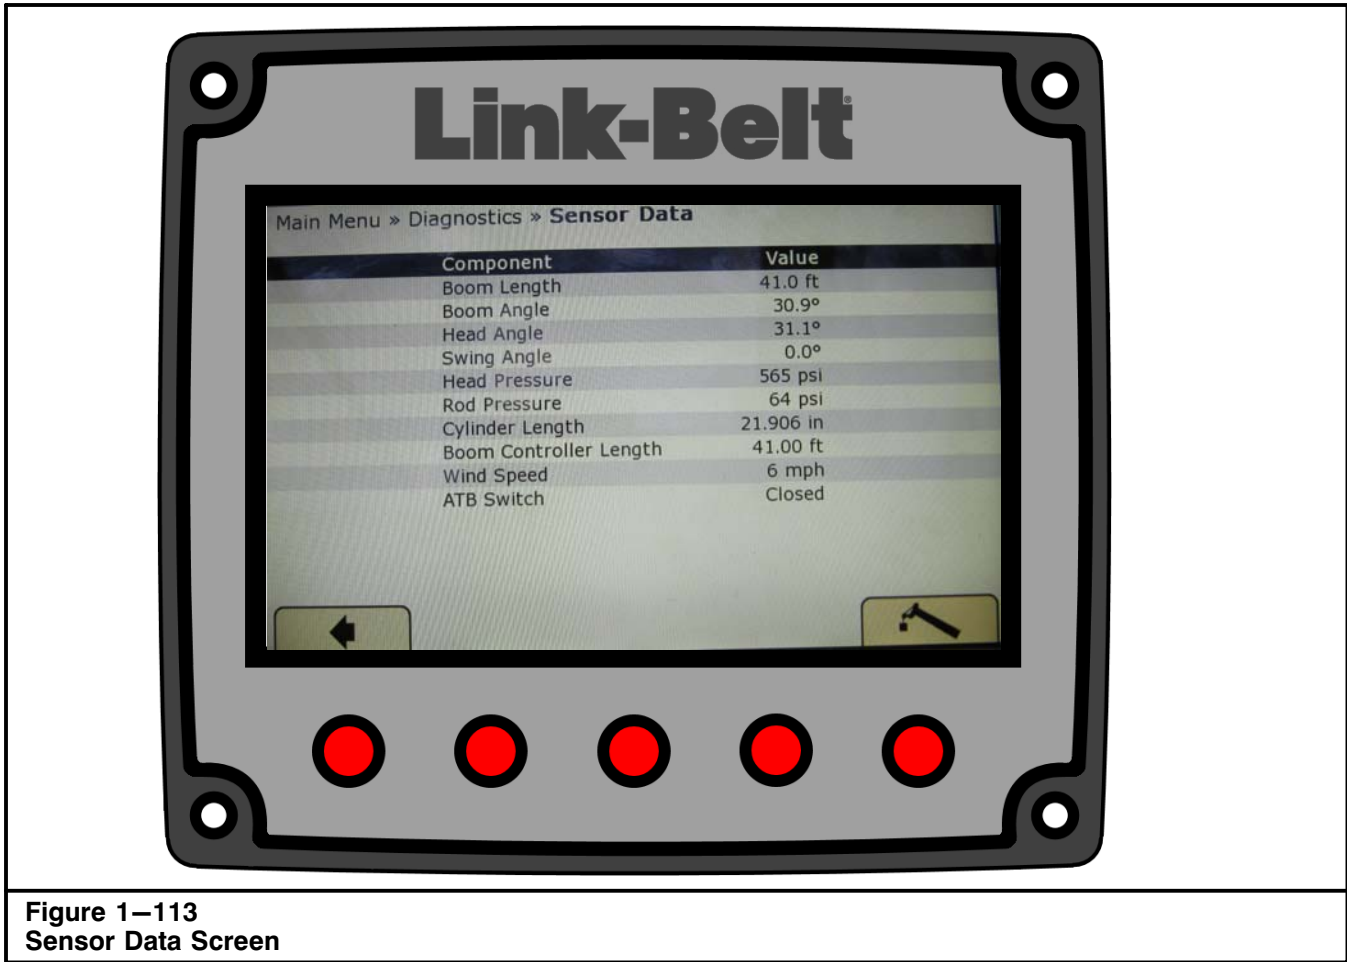 Link-Belt®
Main Menu » Diagnostics » Sensor Data
Component Value
Boom Length 41.0 ft
Boom Angle 30.9°
Head Angle 31.1°
Swing Angle 0.0°
Head Pressure 565 psi
Rod Pressure 64 psi
Cylinder Length 21.906 in
Boom Controller Length 41.00 ft
Wind Speed 6 mph
ATB Switch Closed
Figure 1–113
Sensor Data Screen